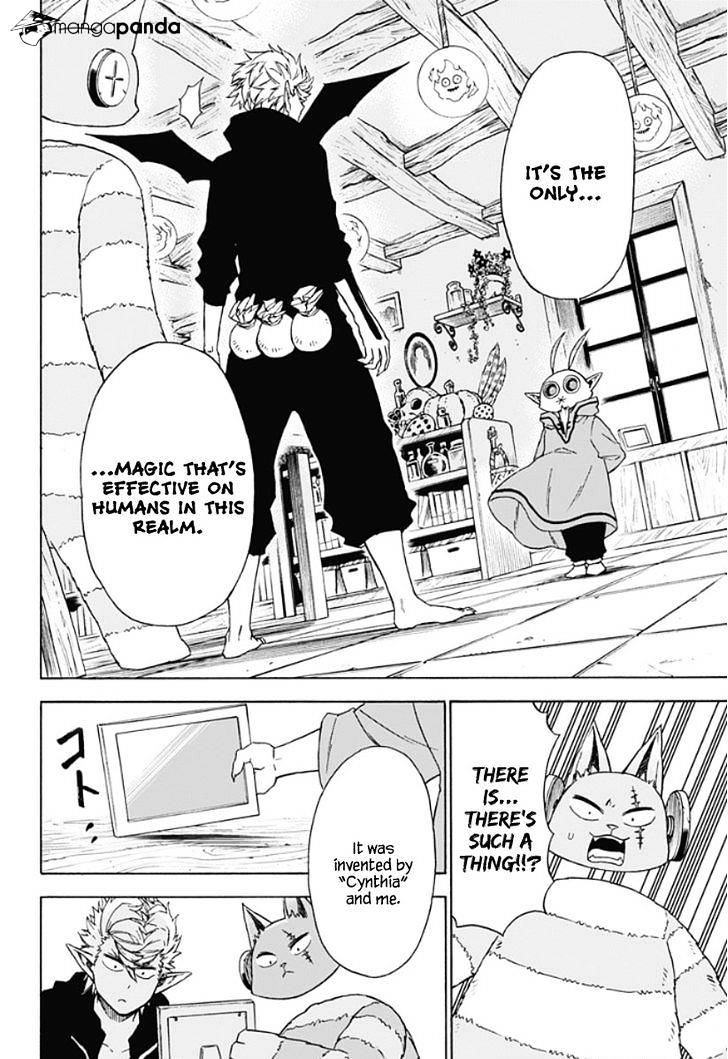 mangapanda
IT'S THE
ONLY...
...MAGIC THAT'S
EFFECTIVE ON
HUMANS IN THIS
REALM.
THERE
IS...
THERE'S
SUCH A
THING!!?
コト
It was
invented by
"Cynthia"
and me.